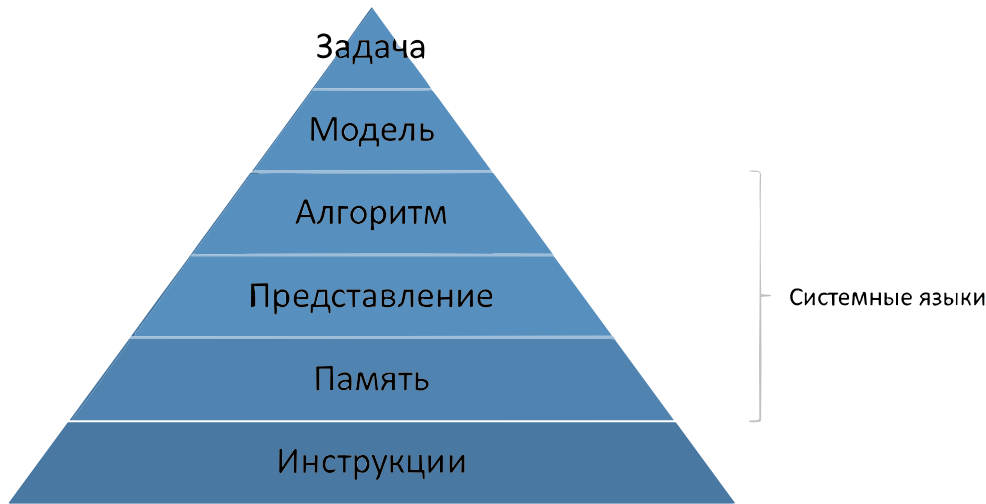 Задача
Модель
Алгоритм
Представление
Системные языки
Память
Инструкции